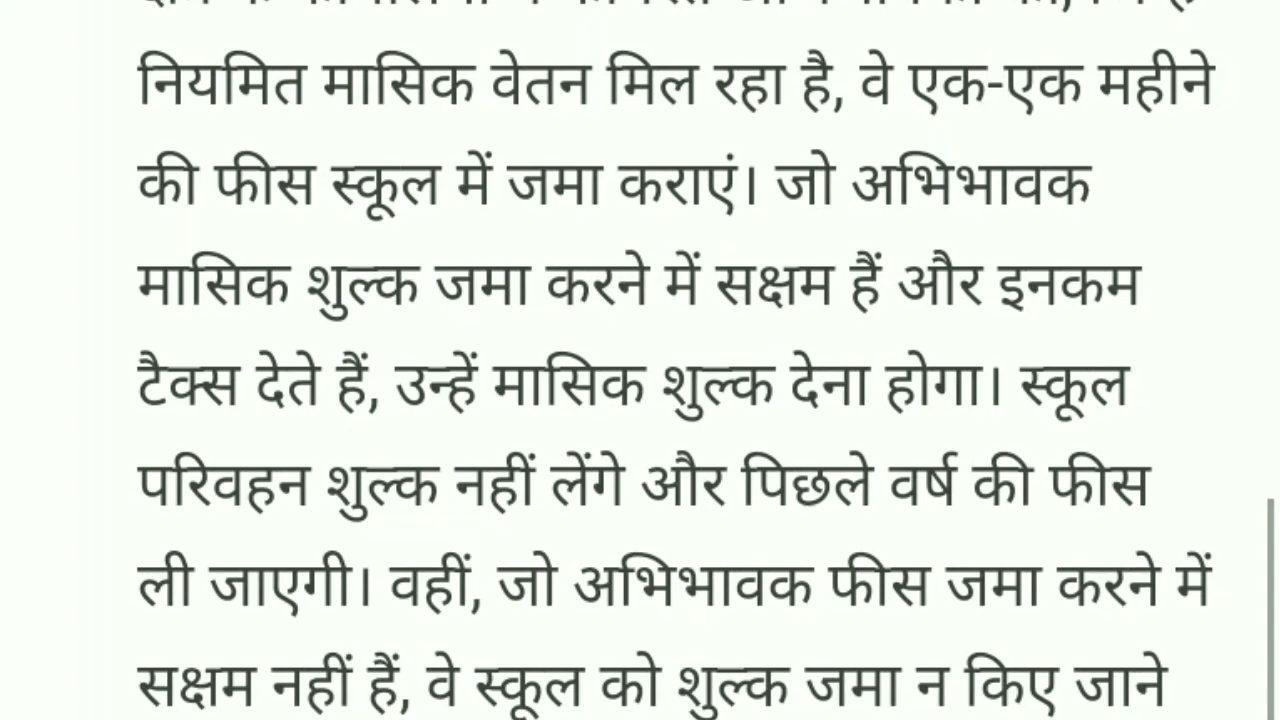 नियमित मासिक वेतन मिल रहा है, वे एक-एक महीने
की फीस स्कूल में जमा कराएं। जो अभिभावक
मासिक शुल्क जमा करने में सक्षम हैं और इनकम
टैक्स देते हैं, उन्हें मासिक शुल्क देना होगा। स्कूल
परिवहन शुल्क नहीं लेंगे और पिछले वर्ष की फीस
ली जाएगी। वहीं, जो अभिभावक फीस जमा करने में
सक्षम नहीं हैं, वे स्कूल को शुल्क जमा न किए जाने